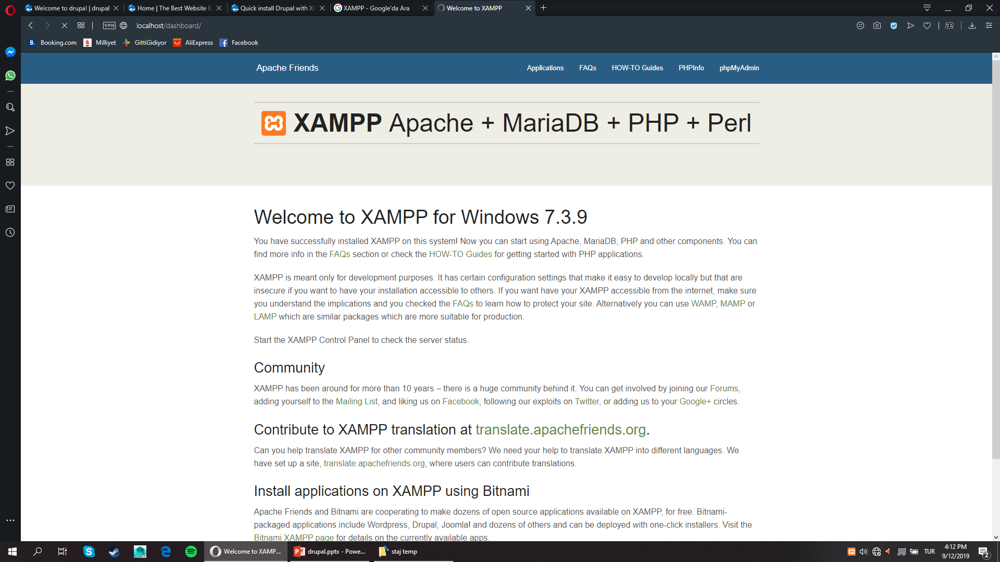 Welcome to drupal | drupal
Home | The Best Website E
Quick install Drupal with XA
XAMPP - Google'da Ara
Welcome to XAMPP
VPN
localhost/dashboard/
B. Booking.com
Milliyet
GittiGidiyor
AliExpress
Facebook
Apache Friends
Applications
FAQs
HOW-TO Guides
PHPInfo
phpMyAdmin
XAMPP Apache + MariaDB + PHP + Perl
Welcome to XAMPP for Windows 7.3.9
You have successfully installed XAMPP on this system! Now you can start using Apache, MariaDB, PHP and other components. You can
find more info in the FAQs section or check the HOW-TO Guides for getting started with PHP applications.
XAMPP is meant only for development purposes. It has certain configuration settings that make it easy to develop locally but that are
insecure if you want to have your installation accessible to others. If you want have your XAMPP accessible from the internet, make sure
you understand the implications and you checked the FAQs to learn how to protect your site. Alternatively you can use WAMP, MAMP or
LAMP which are similar packages which are more suitable for production.
Start the XAMPP Control Panel to check the server status.
Community
XAMPP has been around for more than 10 years – there is a huge community behind it. You can get involved by joining our Forums,
adding yourself to the Mailing List, and liking us on Facebook, following our exploits on Twitter, or adding us to your Google+ circles.
Contribute to XAMPP translation at translate.apachefriends.org.
Can you help translate XAMPP for other community members? We need your help to translate XAMPP into different languages. We
have set up a site, translate.apachefriends.org, where users can contribute translations.
Install applications on XAMPP using Bitnami
Apache Friends and Bitnami are cooperating to make dozens of open source applications available on XAMPP, for free. Bitnami-
packaged applications include Wordpress, Drupal, Joomla! and dozens of others and can be deployed with one-click installers. Visit the
Bitnami XAMPP page for details on the currently available apps.
Welcome to XAMP...
drupal.pptx - Powe...
staj temp
TUR
4:12 PM
9/12/2019
2